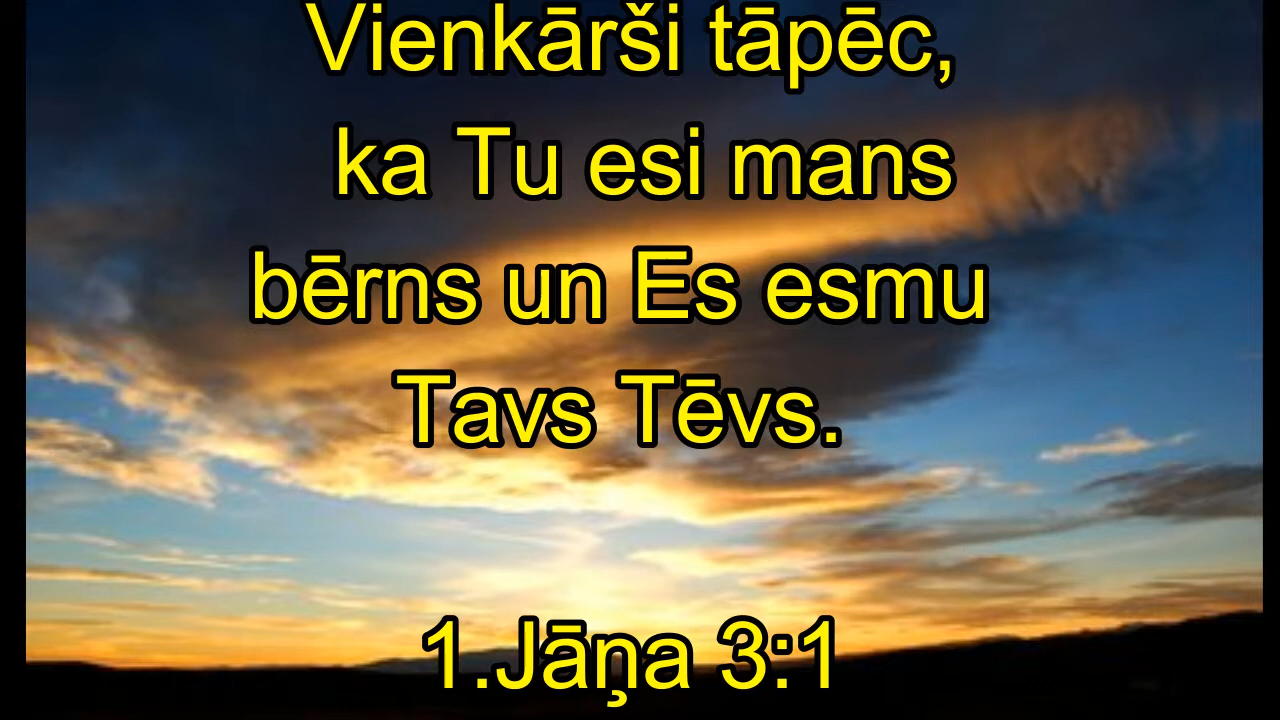 Vienkārši tāpēc,
ka Tu esi mans
bērns un Es esmu
Tavs Tēvs.
1.Jāņa 3:1